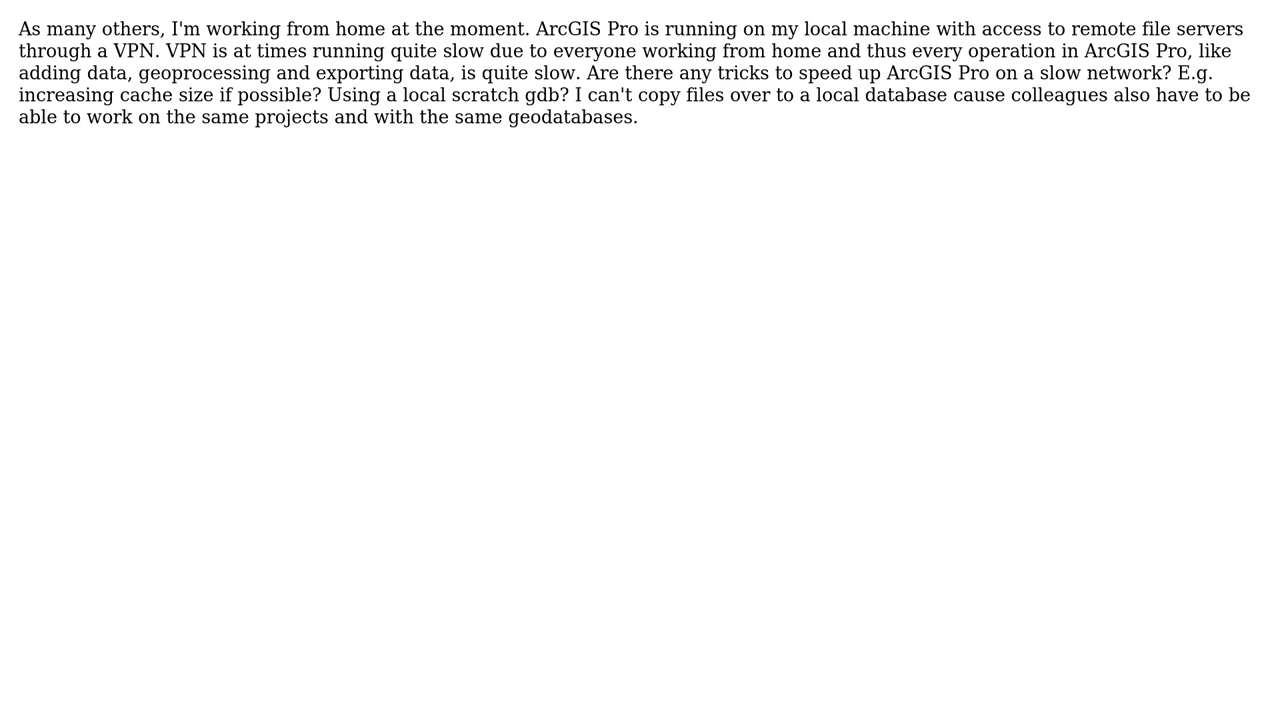 As many others, I'm working from home at the moment. ArcGIS Pro is running on my local machine with access to remote file servers
through a VPN. VPN is at times running quite slow due to everyone working from home and thus every operation in ArcGIS Pro, like
adding data, geoprocessing and exporting data, is quite slow. Are there any tricks to speed up ArcGIS Pro on a slow network? E.g.
increasing cache size if possible? Using a local scratch gdb? I can't copy files over to a local database cause colleagues also have to be
able to work on the same projects and with the same geodatabases.